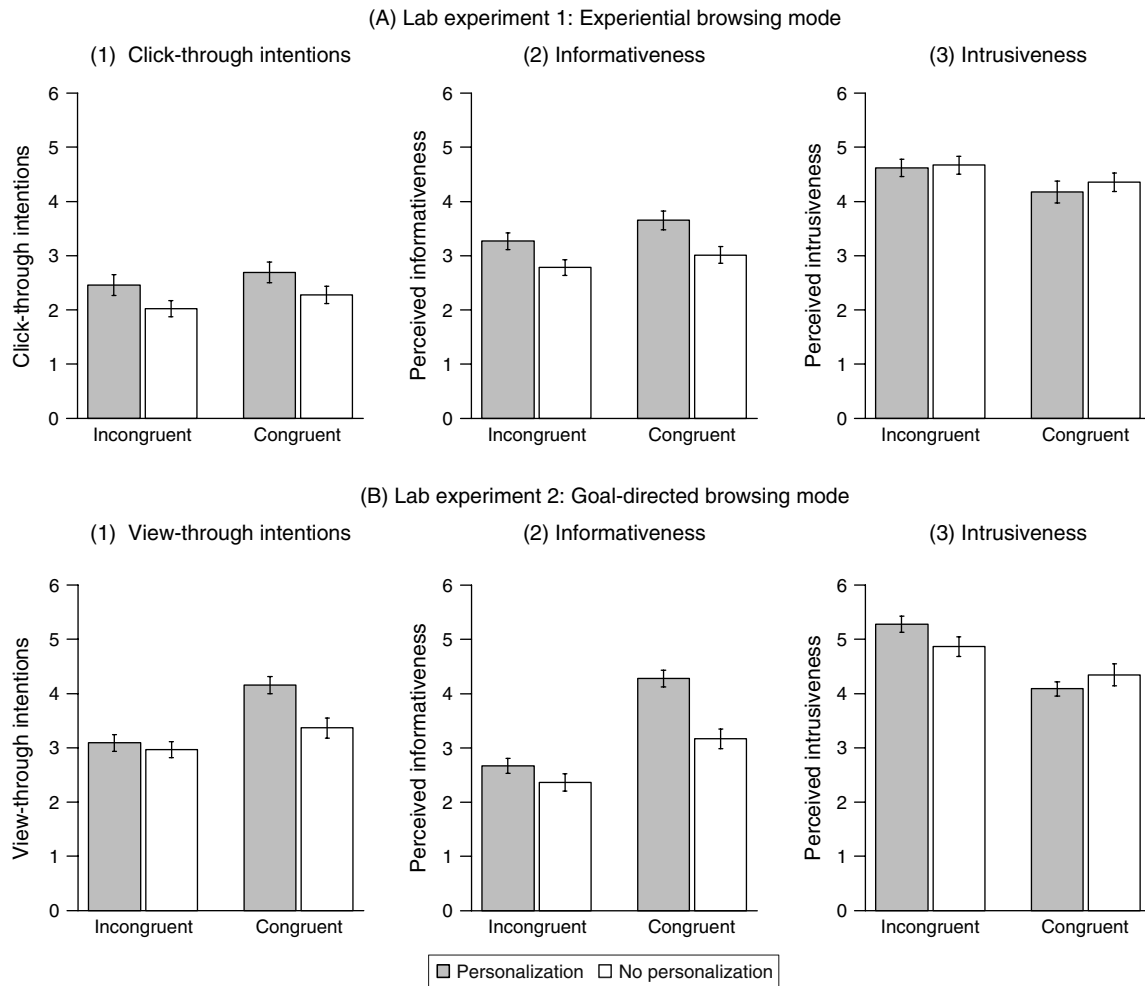 (A) Lab experiment 1: Experiential browsing mode
(1) Click-through intentions
Click-through intentions
6
5
4
3
2
1
0
Incongruent
Congruent
(2) Informativeness
Perceived informativeness
6
5
4
3
2
1
0
Incongruent
Congruent
(3) Intrusiveness
Perceived intrusiveness
6
5
4
3
2
1
0
Incongruent
Congruent
(B) Lab experiment 2: Goal-directed browsing mode
(1) View-through intentions
View-through intentions
6
5
4
3
2
1
0
Incongruent
Congruent
(2) Informativeness
Perceived informativeness
6
5
4
3
2
1
0
Incongruent
Congruent
(3) Intrusiveness
Perceived intrusiveness
6
5
4
3
2
1
0
Incongruent
Congruent
Personalization
No personalization